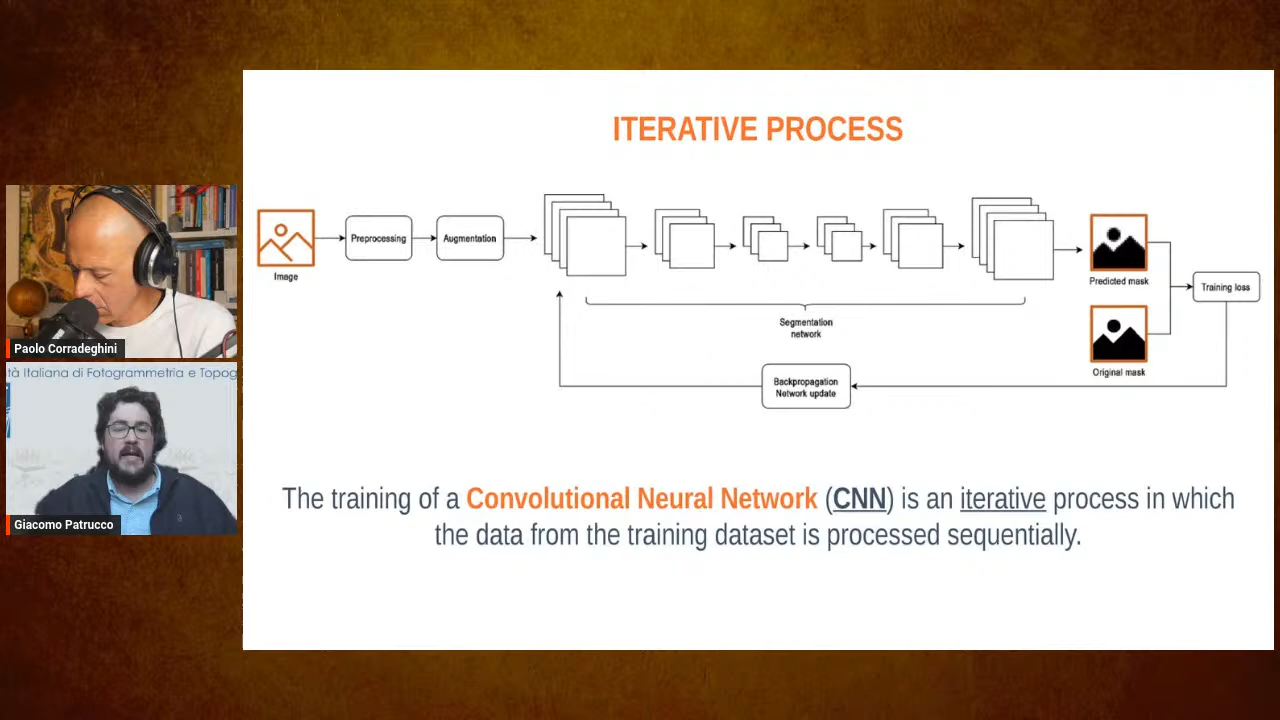 ITERATIVE PROCESS
Image
Preprocessing
Augmentation
Segmentation
network
Predicted mask
Original mask
Training loss
Backpropagation
Network update
The training of a Convolutional Neural Network (CNN) is an iterative process in which
the data from the training dataset is processed sequentially.
Paolo Corradeghini
tà Italiana di Fotogrammetria e Topog
Giacomo Patrucco